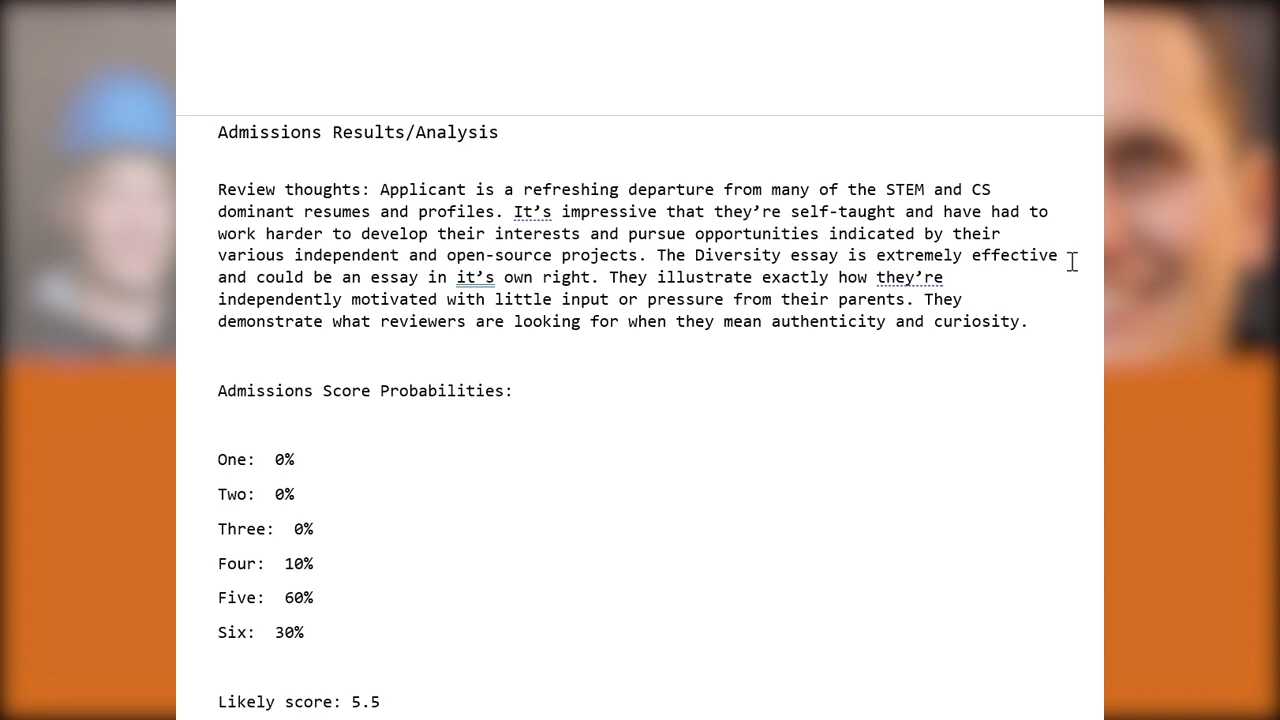 Admissions Results/Analysis
Review thoughts: Applicant is a refreshing departure from many of the STEM and CS
dominant resumes and profiles. It’s impressive that they’re self-taught and have had to
work harder to develop their interests and pursue opportunities indicated by their
various independent and open-source projects. The Diversity essay is extremely effective
and could be an essay in it’s own right. They illustrate exactly how they’re
independently motivated with little input or pressure from their parents. They
demonstrate what reviewers are looking for when they mean authenticity and curiosity.
Admissions Score Probabilities:
One:  0%
Two:  0%
Three:  0%
Four:  10%
Five:  60%
Six:  30%
Likely score: 5.5